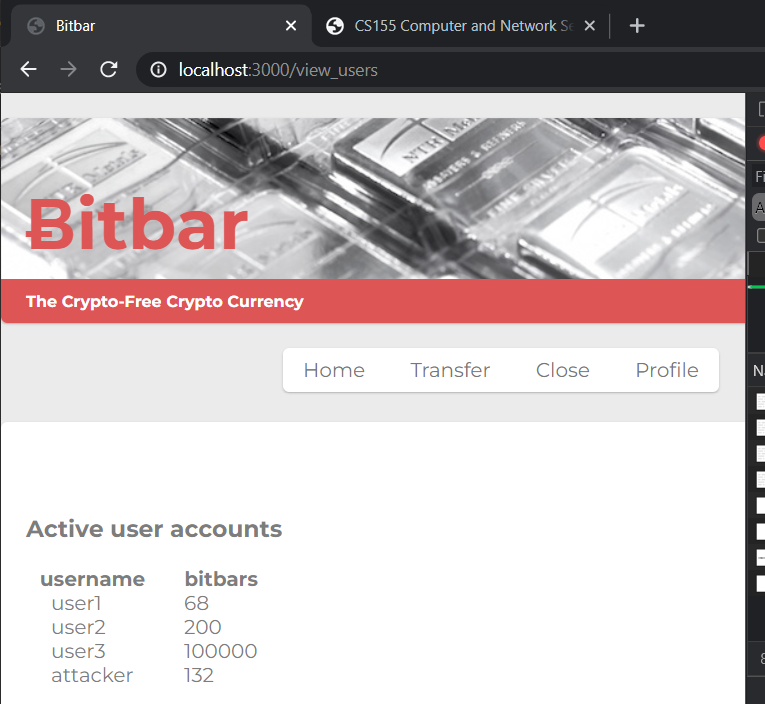 Bitbar
CS155 Computer and Network Se
localhost:3000/view_users
Ƀitbar
The Crypto-Free Crypto Currency
Home Transfer Close Profile
Active user accounts
username bitbars
user1 68
user2 200
user3 100000
attacker 132